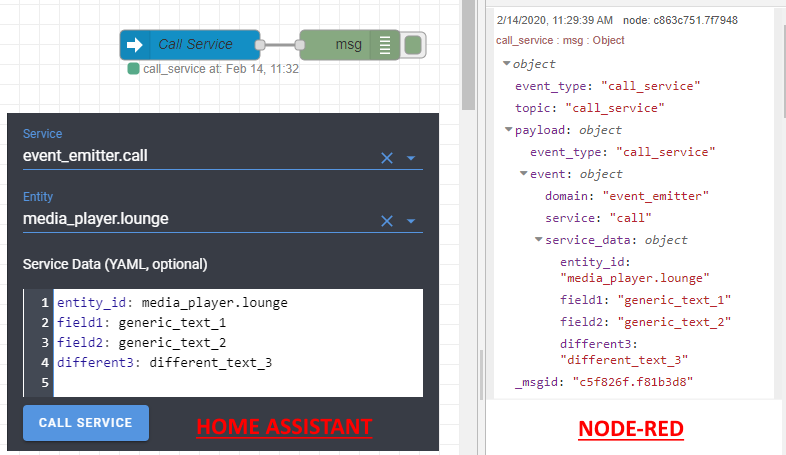 Call Service
msg
call_service at: Feb 14, 11:32
Service
event_emitter.call
Entity
media_player.lounge
Service Data (YAML, optional)
1 entity_id: media_player.lounge
2 field1: generic_text_1
3 field2: generic_text_2
4 different3: different_text_3
5
CALL SERVICE
HOME ASSISTANT
2/14/2020, 11:29:39 AM node: c863c751.7f7948
call_service : msg : Object
object
event_type: "call_service"
topic: "call_service"
payload: object
event_type: "call_service"
event: object
domain: "event_emitter"
service: "call"
service_data: object
entity_id:
"media_player.lounge"
field1: "generic_text_1"
field2: "generic_text_2"
different3:
"different_text_3"
_msgid: "c5f826f.f81b3d8"
NODE-RED